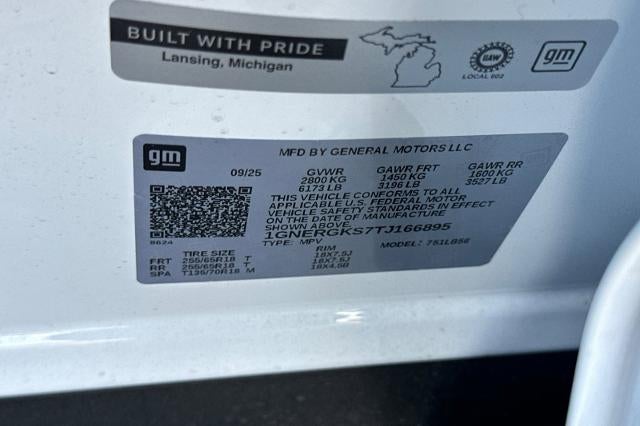 BUILT WITH PRIDE
Lansing, Michigan
UAW
LOCAL 602
gm
gm
MFD BY GENERAL MOTORS LLC
09/25 GVWR GAWR FRT GAWR RR
2800 KG 1450 KG 1600 KG
6173 LB 3196 LB 3527 LB
THIS VEHICLE CONFORMS TO ALL
APPLICABLE U.S. FEDERAL MOTOR
VEHICLE SAFETY STANDARDS IN EFFECT
ON THE DATE OF MANUFACTURE
SHOWN ABOVE.
1GNERGKS7TJ166895
8624 TYPE: MPV MODEL: 751LB56
TIRE SIZE RIM
FRT 255/65R18 T 18X7.5J
RR 255/65R18 T 18X7.5J
SPA T135/70R18 M 18X4.5B